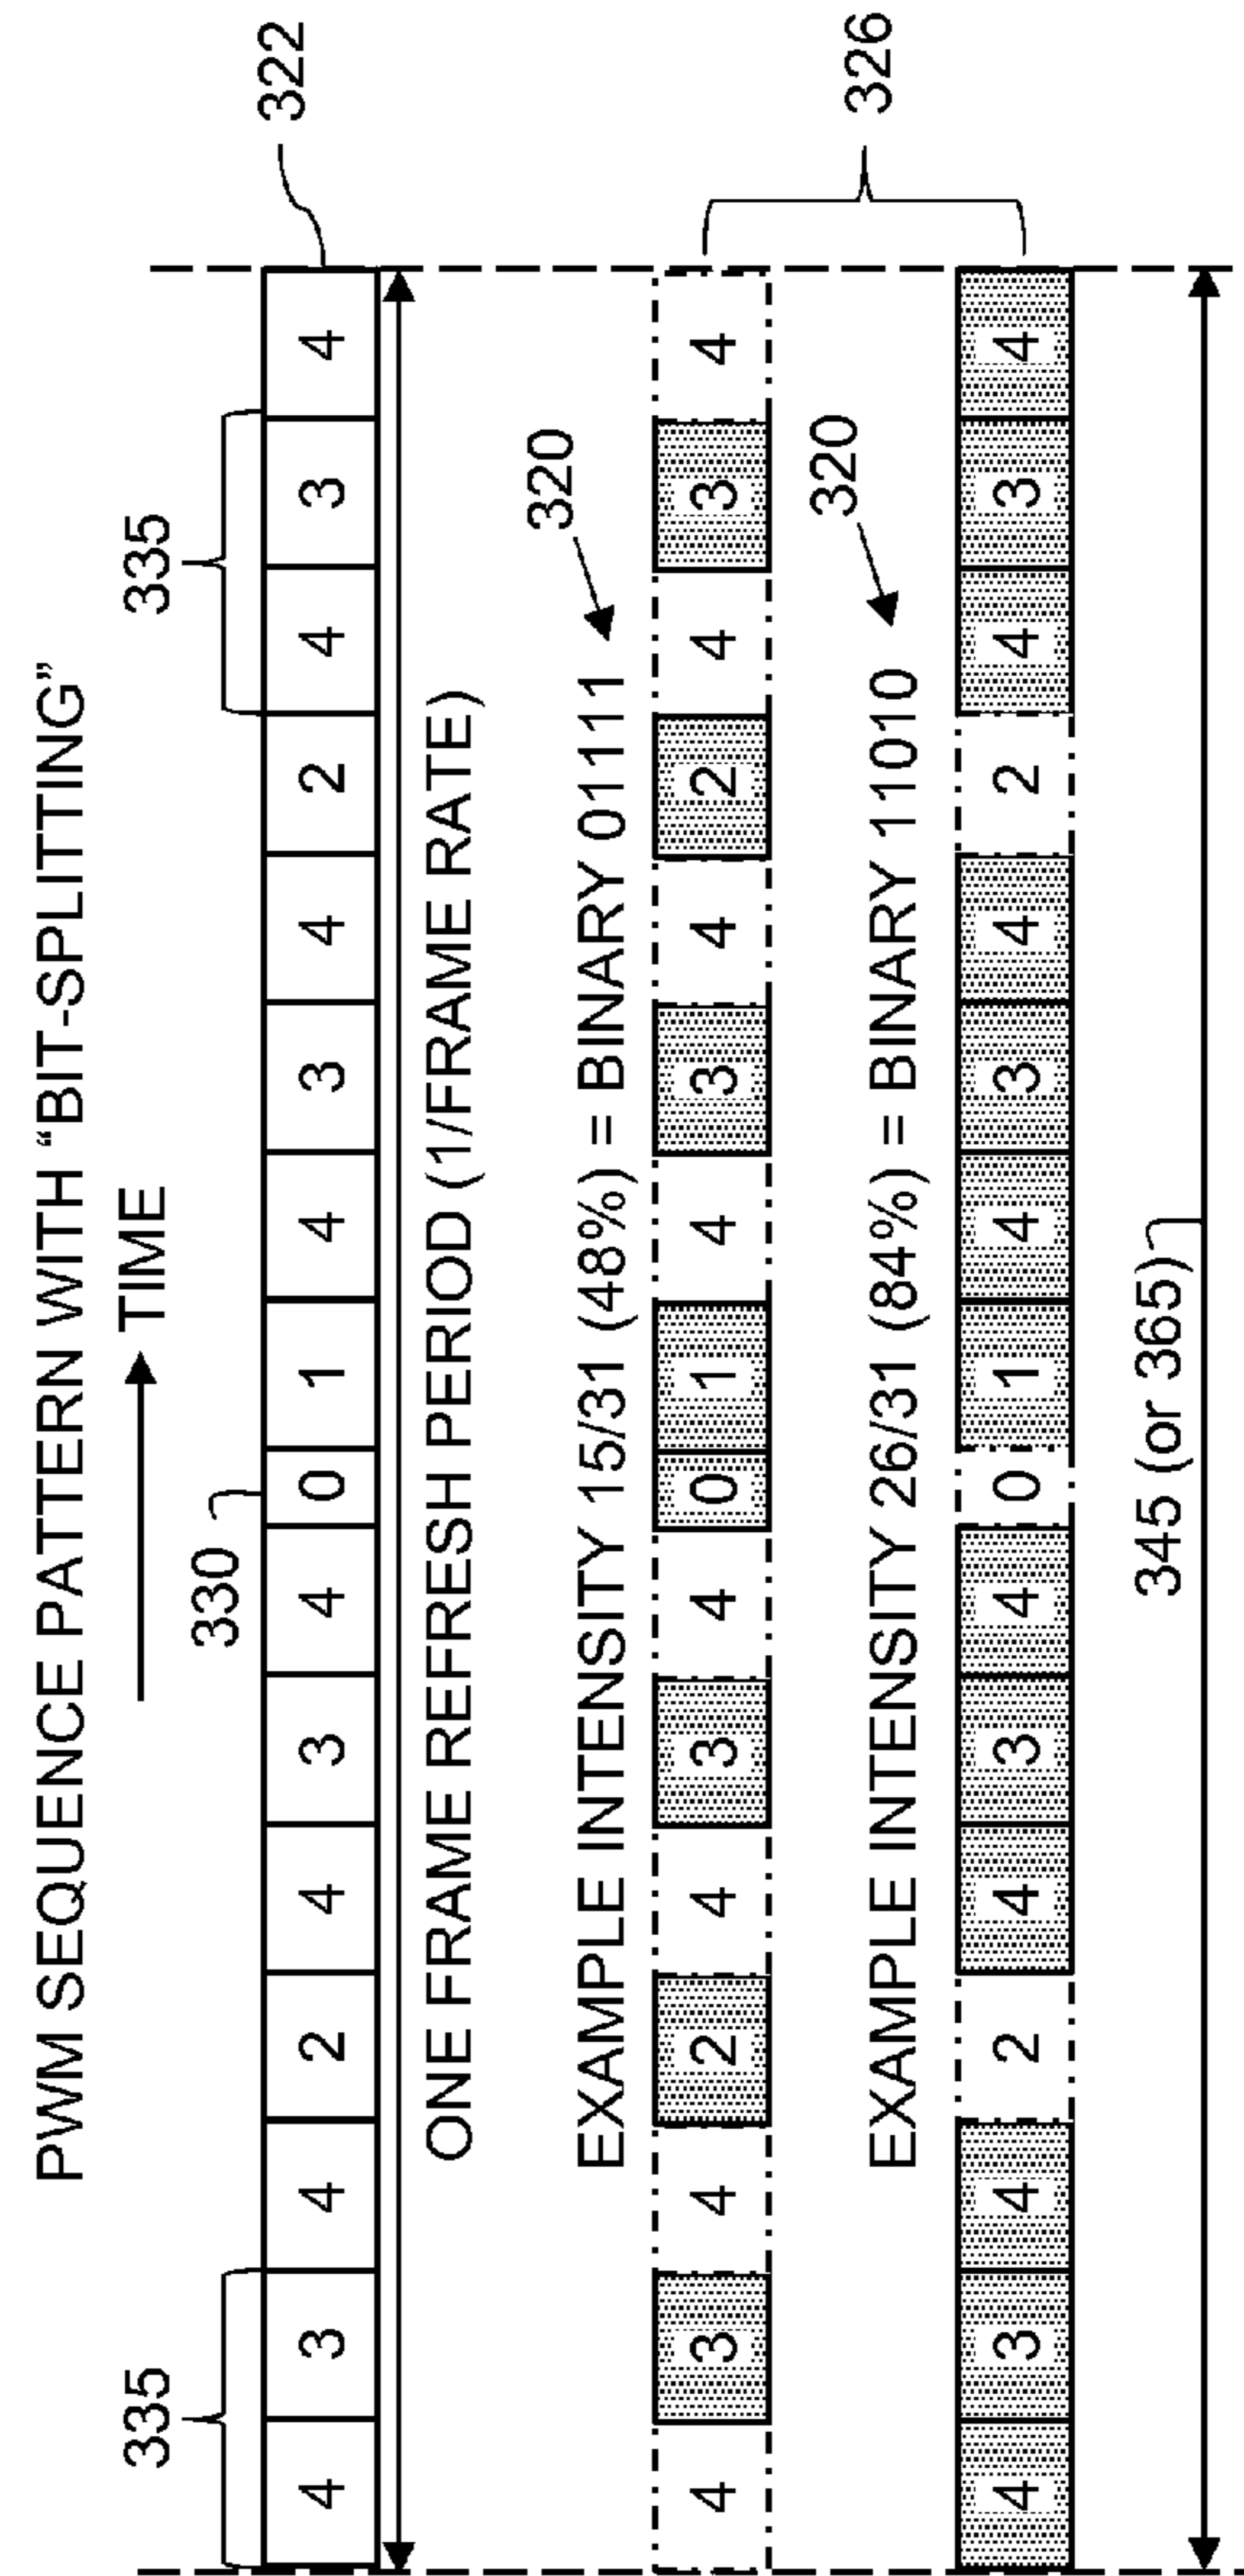 PWM SEQUENCE PATTERN WITH “BIT-SPLITTING”
TIME
335 330 335
4 3 4 2 4 3 4 0 1 4 3 4 2 4 3 4 322
ONE FRAME REFRESH PERIOD (1/FRAME RATE)
EXAMPLE INTENSITY 15/31 (48%) = BINARY 01111 320
4 3 4 2 4 3 4 0 1 4 3 4 2 4 3 4
326
EXAMPLE INTENSITY 26/31 (84%) = BINARY 11010 320
4 3 4 2 4 3 4 0 1 4 3 4 2 4 3 4
345 (or 365)